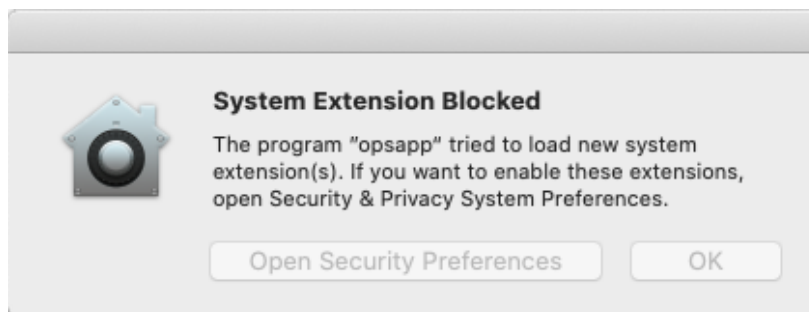 System Extension Blocked
The program "opsapp" tried to load new system
extension(s). If you want to enable these extensions,
open Security & Privacy System Preferences.
Open Security Preferences
OK